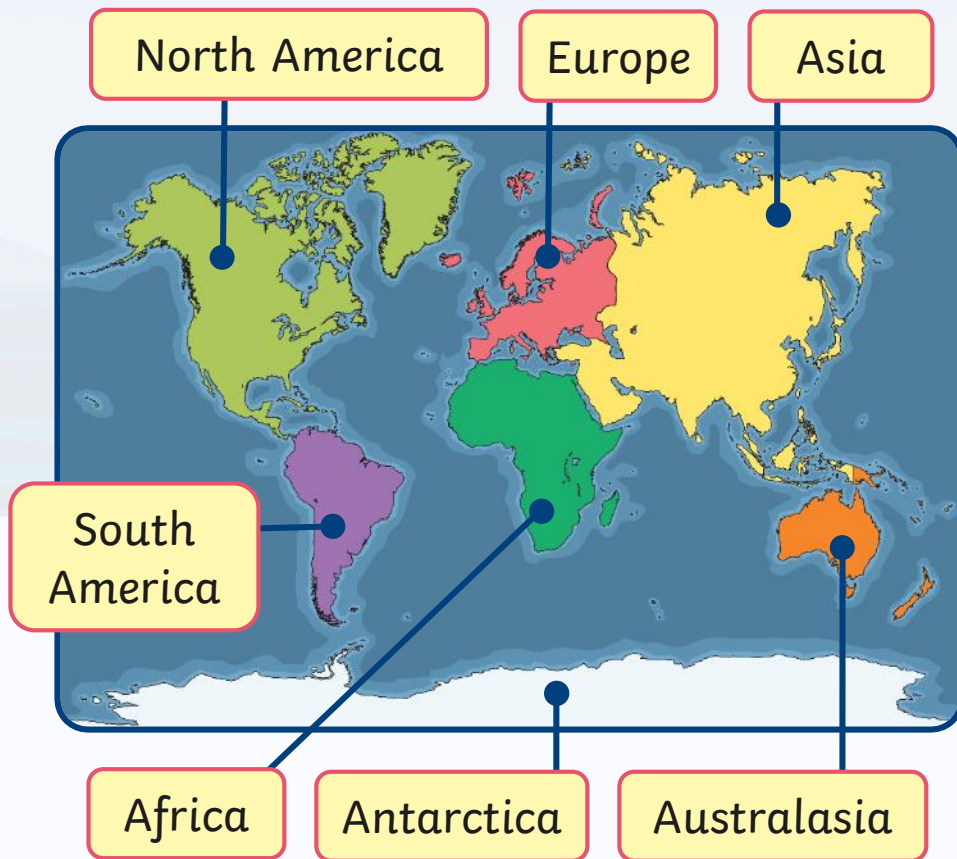 North America
Europe
Asia
South
America
Africa
Antarctica
Australasia